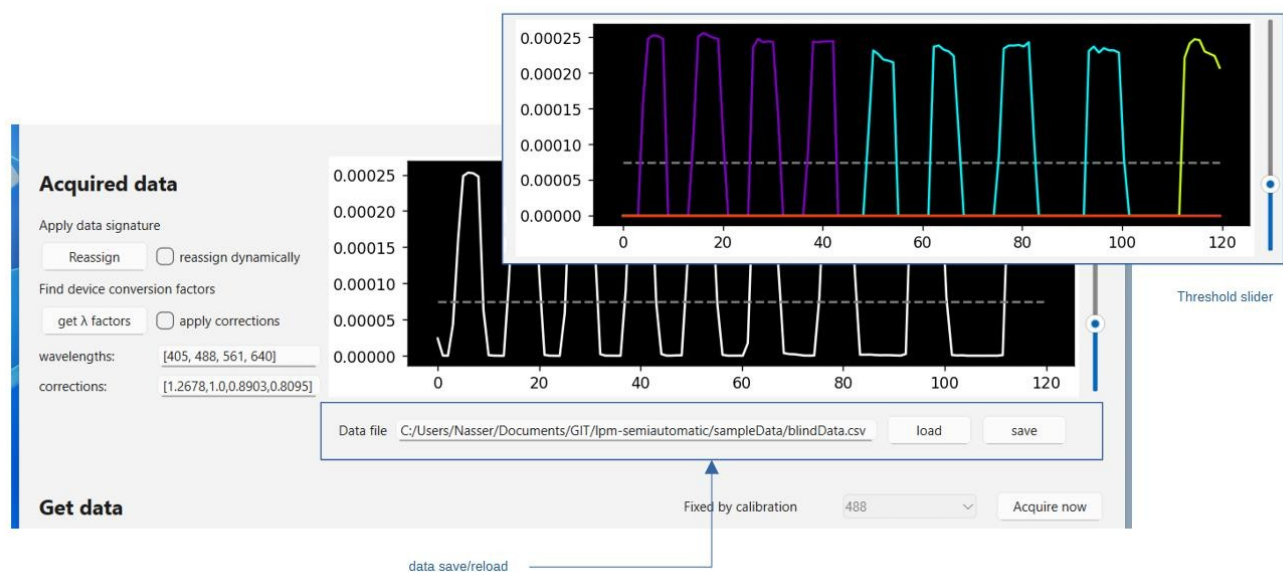 0.00025
0.00020
0.00015
0.00010
0.00005
0.00000
0 20 40 60 80 100 120
Threshold slider
Acquired data
Apply data signature
Reassign reassign dynamically
Find device conversion factors
get λ factors apply corrections
wavelengths: [405, 488, 561, 640]
corrections: [1.2678,1.0,0.8903,0.8095]
0.00025
0.00020
0.00015
0.00010
0.00005
0.00000
0 20 40 60 80 100 120
Data file C:/Users/Nasser/Documents/GIT/lpm-semiautomatic/sampleData/blindData.csv load save
Get data
Fixed by calibration 488 Acquire now
data save/reload